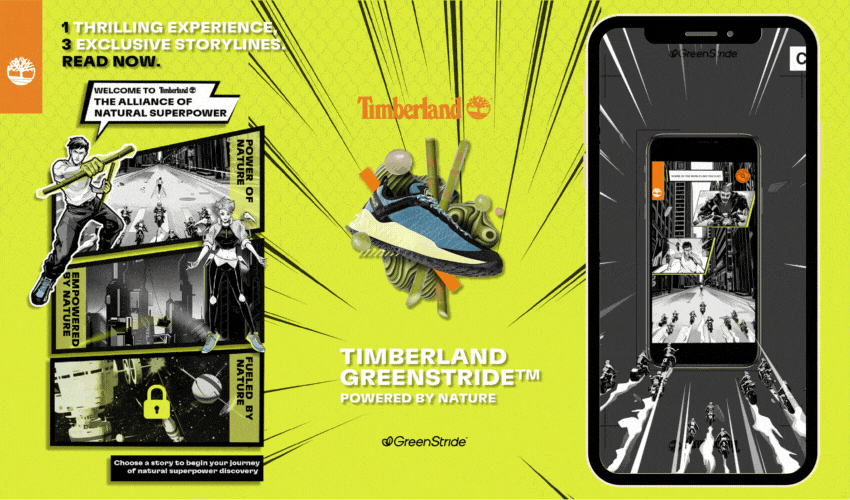 1 THRILLING EXPERIENCE,
3 EXCLUSIVE STORYLINES.
READ NOW.
WELCOME TO Timberland
THE ALLIANCE OF
NATURAL SUPERPOWER
POWER OF
NATURE
EMPOWERED
BY NATURE
FUELED BY
NATURE
Choose a story to begin your journey
of natural superpower discovery
Timberland
TIMBERLAND
GREENSTRIDE™
POWERED BY NATURE
GreenStride™
GreenStride
C